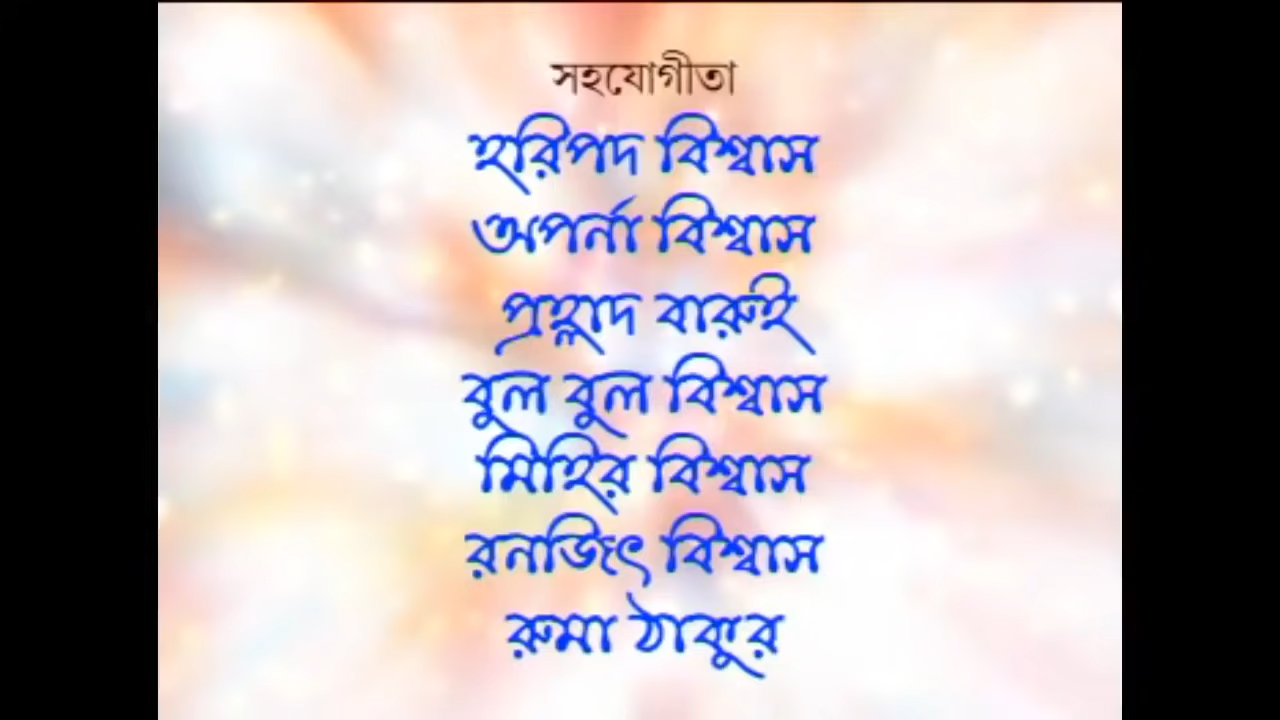 সহযোগীতা
হরিপদ বিশ্বাস
অপর্না বিশ্বাস
প্রহ্লাদ বারুই
বুল বুল বিশ্বাস
মিহির বিশ্বাস
রনজিৎ বিশ্বাস
রুমা ঠাকুর